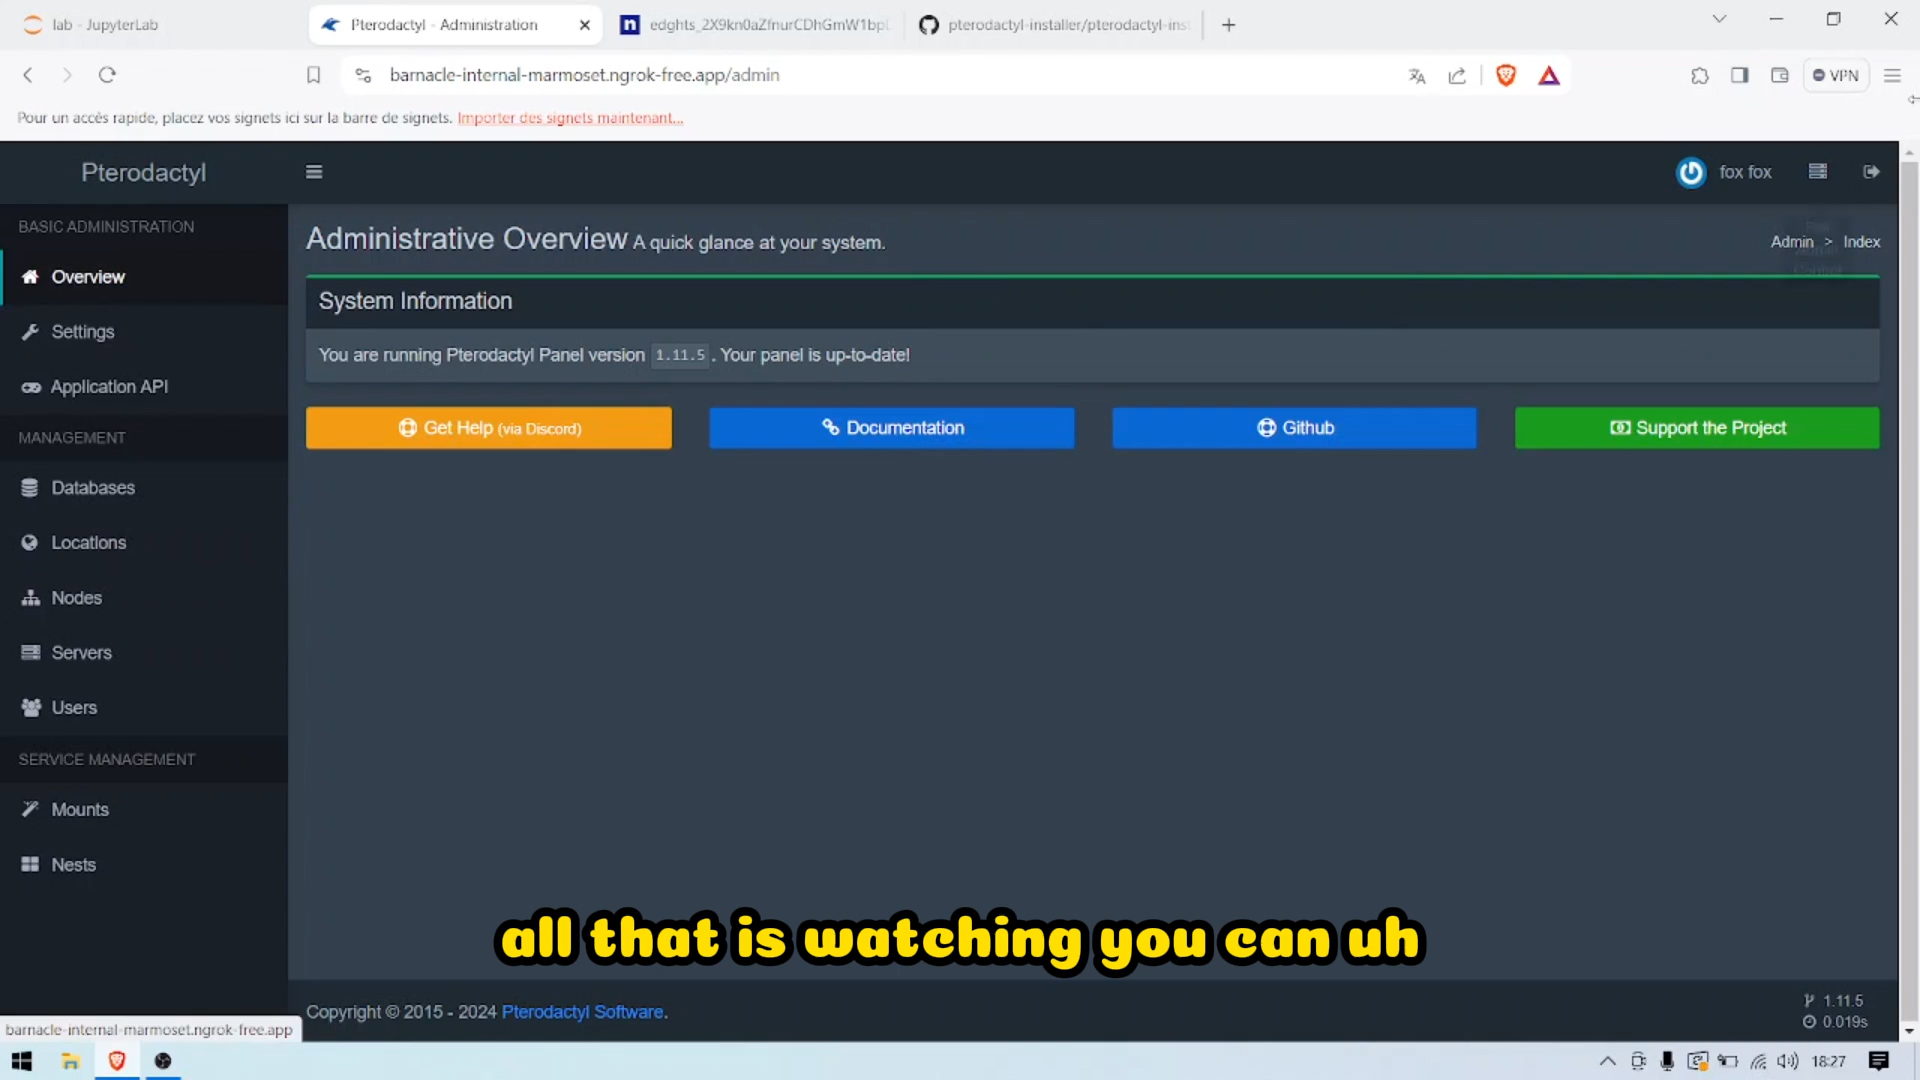 lab - JupyterLab
Pterodactyl - Administration
edghts_2X9kn0aZfnurCDhGmW1bp
pterodactyl-installer/pterodactyl-inst
barnacle-internal-marmoset.ngrok-free.app/admin
VPN
Pour un accès rapide, placez vos signets ici sur la barre de signets. Importer des signets maintenant...
Pterodactyl
fox fox
BASIC ADMINISTRATION
Overview
Settings
Application API
MANAGEMENT
Databases
Locations
Nodes
Servers
Users
SERVICE MANAGEMENT
Mounts
Nests
Administrative Overview A quick glance at your system.
Admin > Index
System Information
You are running Pterodactyl Panel version 1.11.5. Your panel is up-to-date!
Get Help (via Discord)
Documentation
Github
Support the Project
all that is watching you can uh
Copyright © 2015 - 2024 Pterodactyl Software.
1.11.5
0.019s
barnacle-internal-marmoset.ngrok-free.app
18:27